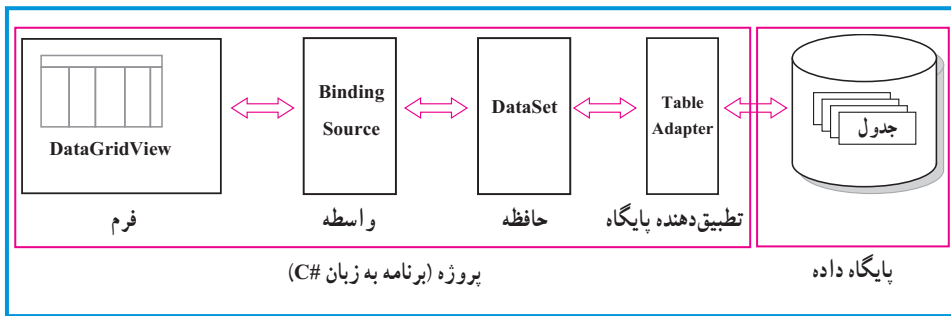 DataGridView
Binding
Source
DataSet
Table
Adapter
جدول
فرم
واسطه
حافظه
تطبیق‌دهنده پایگاه
پایگاه داده
پروژه (برنامه به زبان C#)